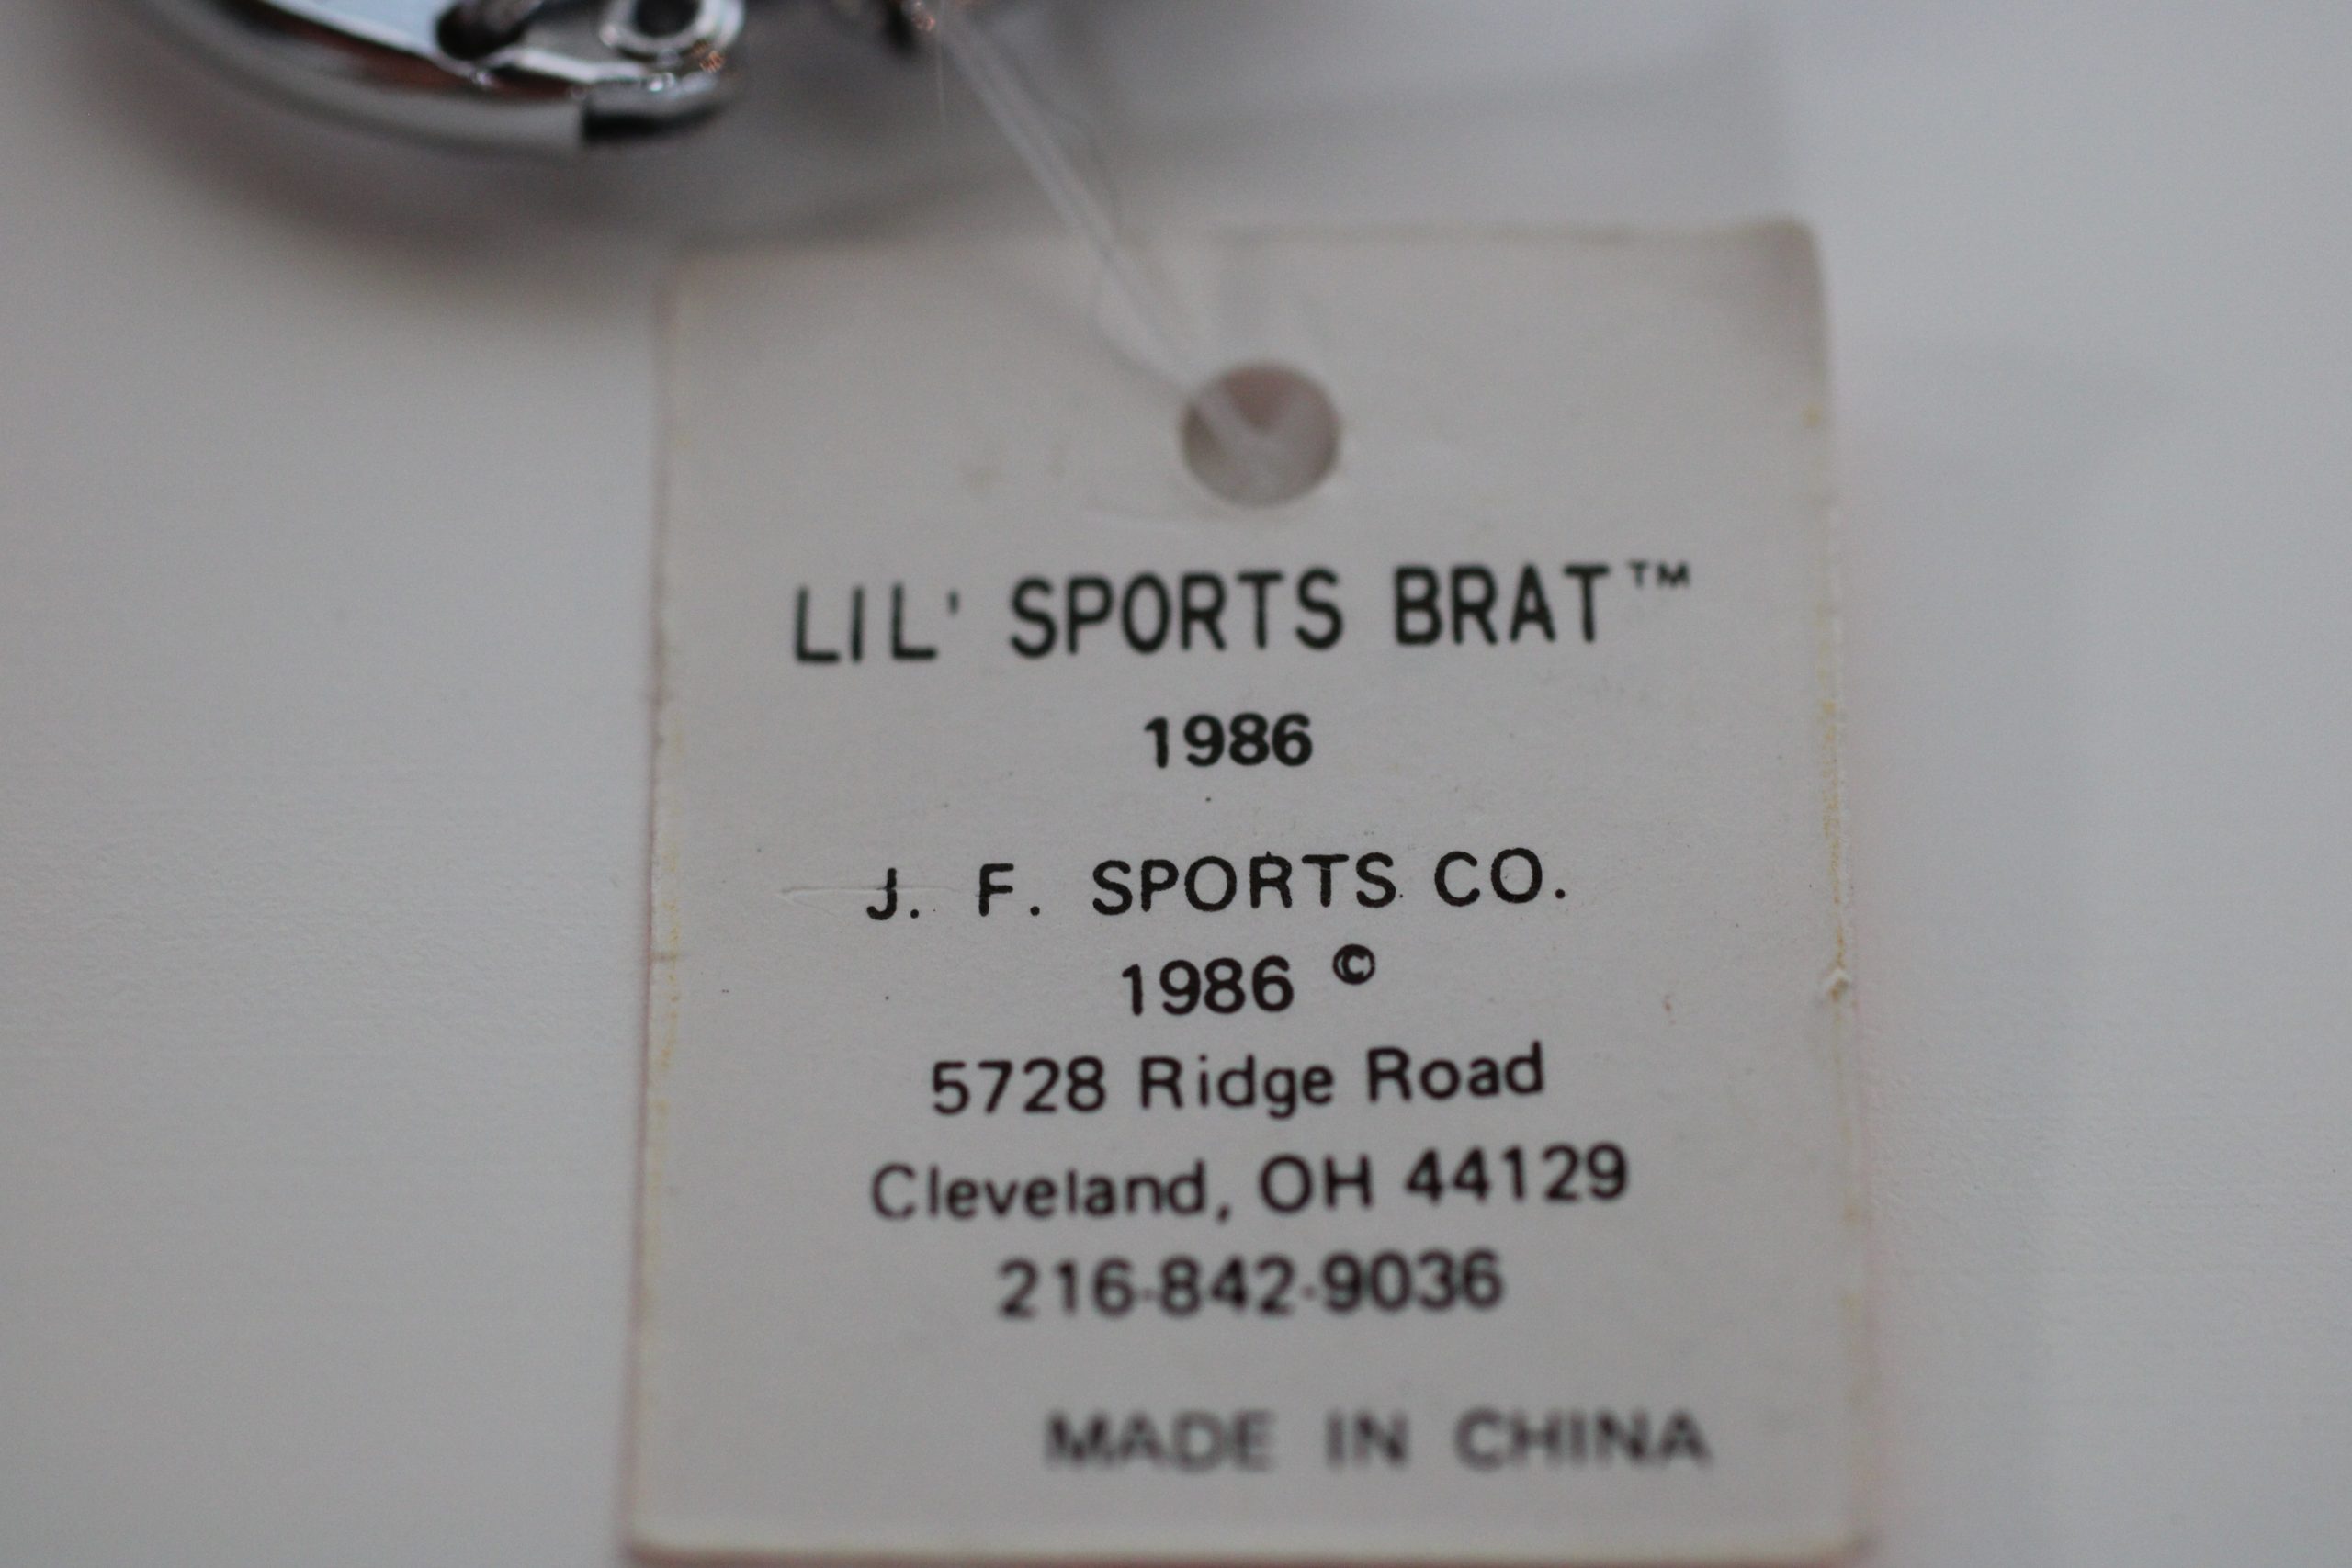 LIL' SPORTS BRAT™
1986
J. F. SPORTS CO.
1986 ©
5728 Ridge Road
Cleveland, OH 44129
216-842-9036
MADE IN CHINA